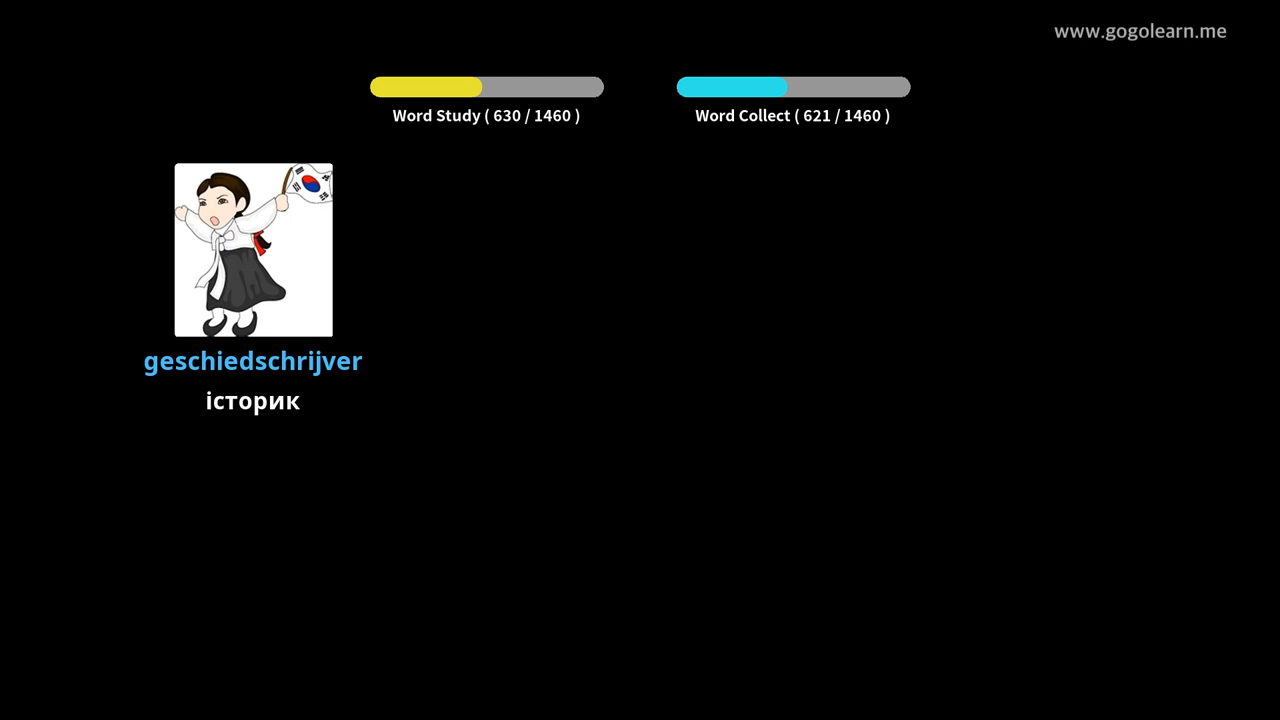 www.gogolearn.me
Word Study ( 630 / 1460 )
Word Collect ( 621 / 1460 )
geschiedschrijver
історик